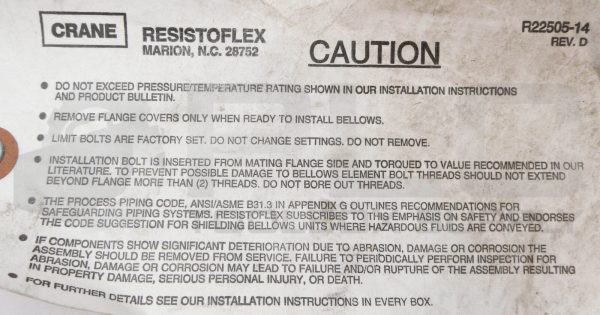 CRANE RESISTOFLEX
MARION, N.C. 28752
CAUTION
R22505-14
REV. D
• DO NOT EXCEED PRESSURE/TEMPERATURE RATING SHOWN IN OUR INSTALLATION INSTRUCTIONS
AND PRODUCT BULLETIN.
• REMOVE FLANGE COVERS ONLY WHEN READY TO INSTALL BELLOWS.
• LIMIT BOLTS ARE FACTORY SET. DO NOT CHANGE SETTINGS. DO NOT REMOVE.
• INSTALLATION BOLT IS INSERTED FROM MATING FLANGE SIDE AND TORQUED TO VALUE RECOMMENDED IN OUR
LITERATURE. TO PREVENT POSSIBLE DAMAGE TO BELLOWS ELEMENT BOLT THREADS SHOULD NOT EXTEND
BEYOND FLANGE MORE THAN (2) THREADS. DO NOT BORE OUT THREADS.
• THE PROCESS PIPING CODE, ANSI/ASME B31.3 IN APPENDIX G OUTLINES RECOMMENDATIONS FOR
SAFEGUARDING PIPING SYSTEMS. RESISTOFLEX SUBSCRIBES TO THIS EMPHASIS ON SAFETY AND ENDORSES
THE CODE SUGGESTION FOR SHIELDING BELLOWS UNITS WHERE HAZARDOUS FLUIDS ARE CONVEYED.
• IF COMPONENTS SHOW SIGNIFICANT DETERIORATION DUE TO ABRASION, DAMAGE OR CORROSION THE
ASSEMBLY SHOULD BE REMOVED FROM SERVICE. FAILURE TO PERIODICALLY PERFORM INSPECTION FOR
ABRASION, DAMAGE OR CORROSION MAY LEAD TO FAILURE AND/OR RUPTURE OF THE ASSEMBLY RESULTING
IN PROPERTY DAMAGE, SERIOUS PERSONAL INJURY, OR DEATH.
• FOR FURTHER DETAILS SEE OUR INSTALLATION INSTRUCTIONS IN EVERY BOX.